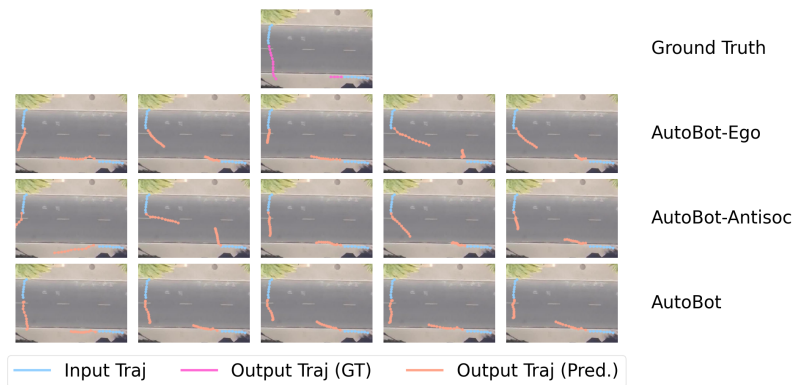 Ground Truth
AutoBot-Ego
AutoBot-Antisoc
AutoBot
Input Traj
Output Traj (GT)
Output Traj (Pred.)